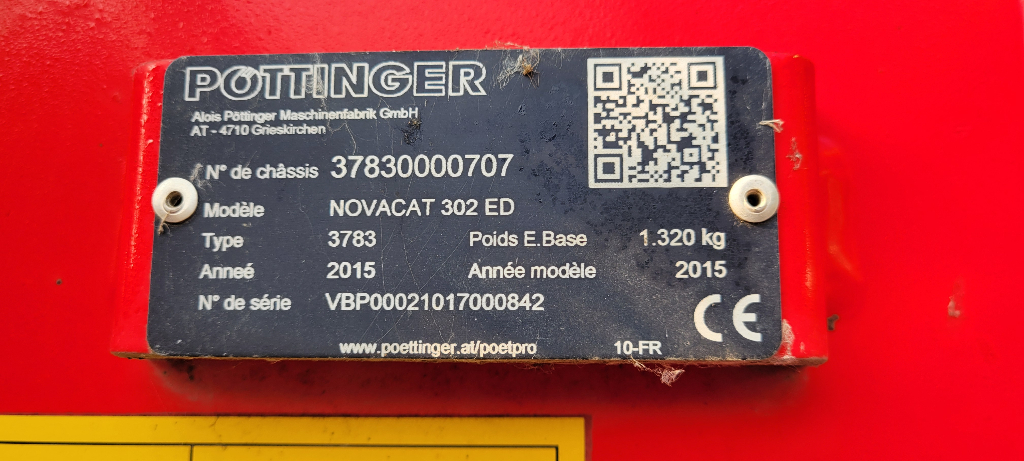 PÖTTINGER
Alois Pöttinger Maschinenfabrik GmbH
AT - 4710 Grieskirchen
N° de châssis 37830000707
Modèle NOVACAT 302 ED
Type 3783 Poids E.Base 1.320 kg
Anneé 2015 Année modèle 2015
N° de série VBP00021017000842
CE
www.poettinger.at/poetpro 10-FR